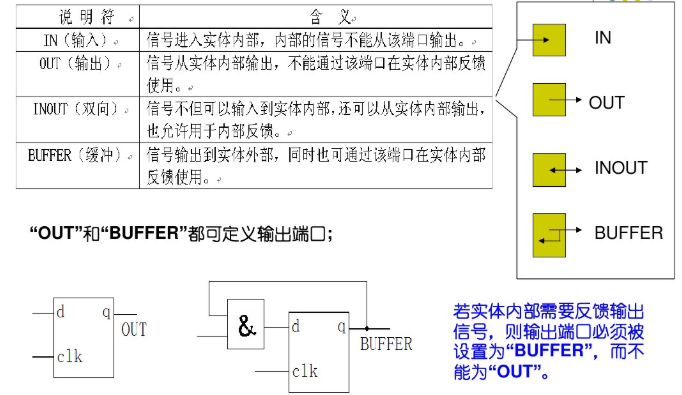 说 明 符 含 义
IN（输入） 信号进入实体内部，内部的信号不能从该端口输出。
OUT（输出） 信号从实体内部输出，不能通过该端口在实体内部反馈
使用。
INOUT（双向） 信号不但可以输入到实体内部，还可以从实体内部输出，
也允许用于内部反馈。
BUFFER（缓冲） 信号输出到实体外部，同时也可通过该端口在实体内部
反馈使用。
IN
OUT
INOUT
BUFFER
“OUT”和“BUFFER”都可定义输出端口；
d q
OUT
clk
&
d q
BUFFER
clk
若实体内部需要反馈输出
信号，则输出端口必须被
设置为“BUFFER”，而不
能为“OUT”。